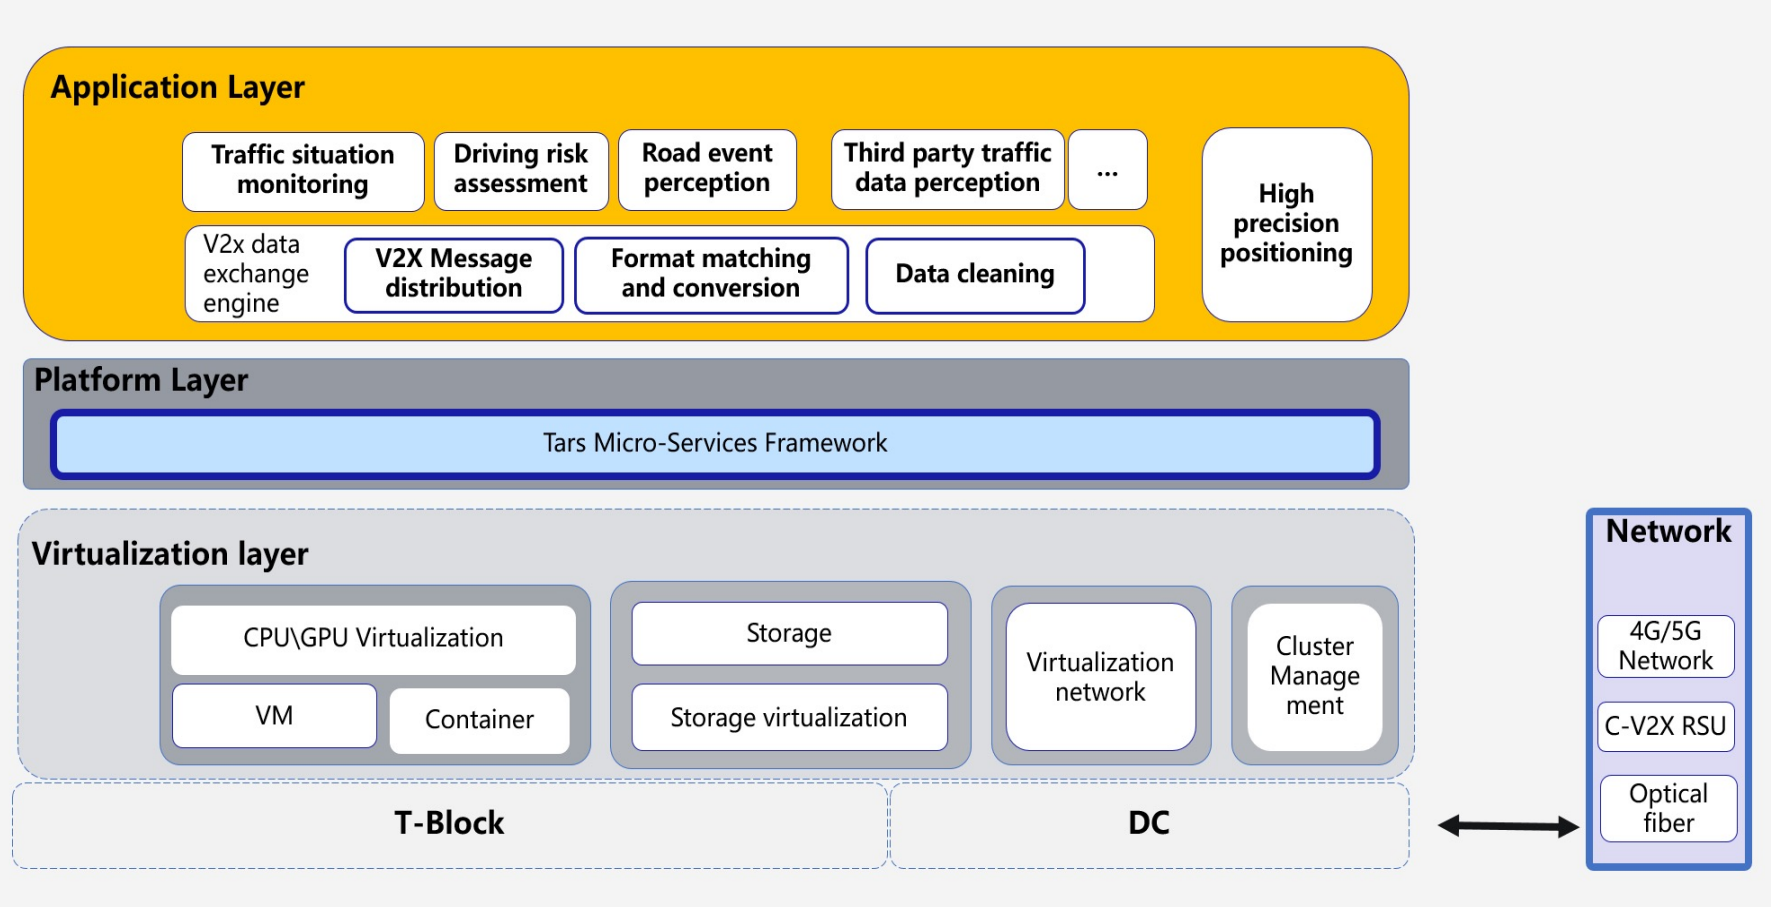 Application Layer
Traffic situation
monitoring
Driving risk
assessment
Road event
perception
Third party traffic
data perception
...
High
precision
positioning
V2x data
exchange
engine
V2X Message
distribution
Format matching
and conversion
Data cleaning
Platform Layer
Tars Micro-Services Framework
Virtualization layer
CPU\GPU Virtualization
VM
Container
Storage
Storage virtualization
Virtualization
network
Cluster
Manage
ment
T-Block
DC
Network
4G/5G
Network
C-V2X RSU
Optical
fiber